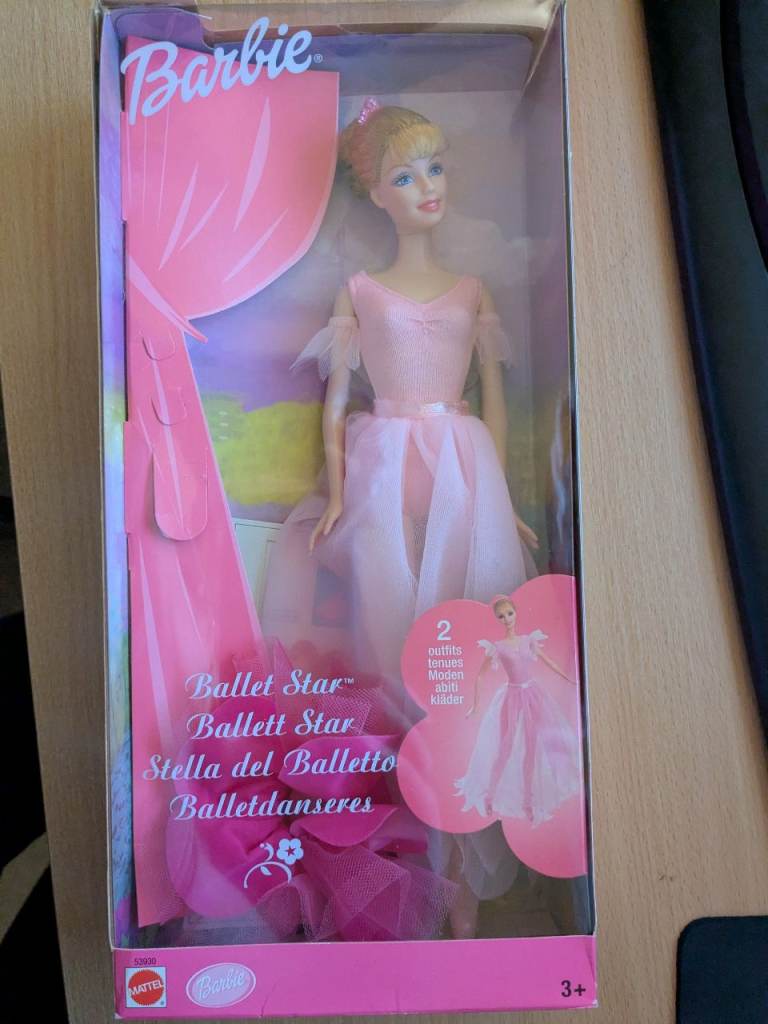 Barbie®
2
outfits
tenues
Moden
abiti
kläder
Ballet Star™
Ballett Star
Stella del Balletto
Balletdanseres
53930
MATTEL
Barbie
3+